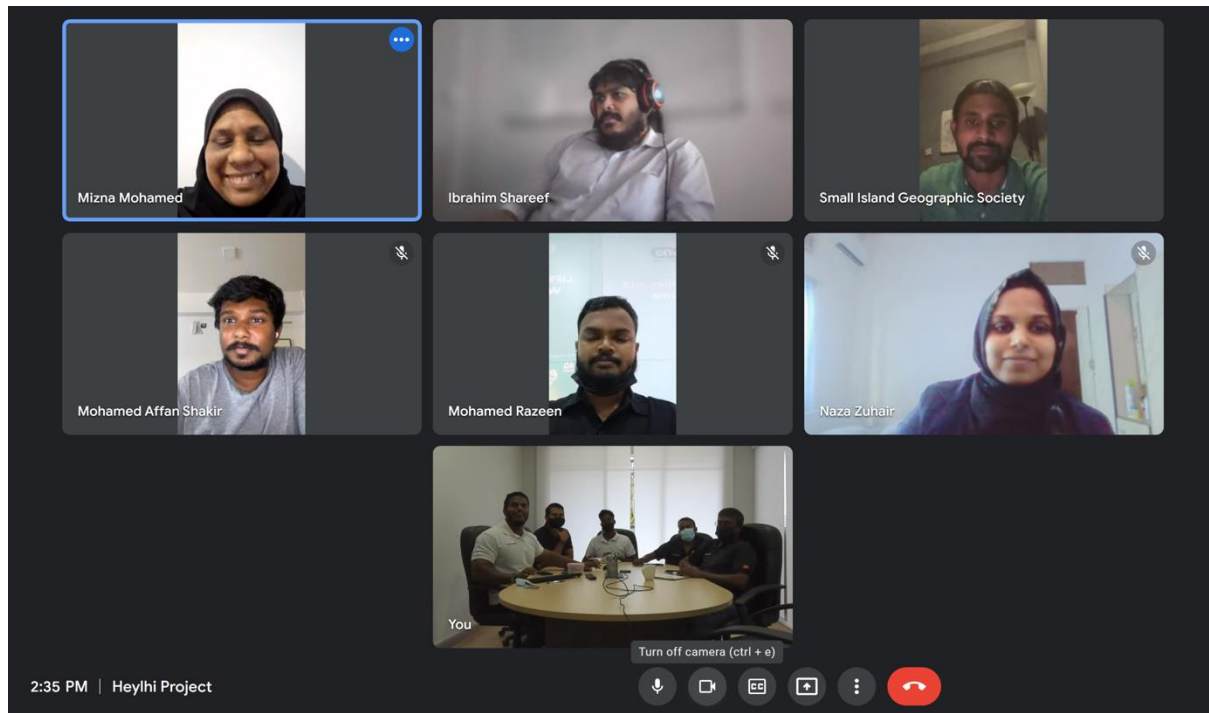 Mizna Mohamed
Ibrahim Shareef
Small Island Geographic Society
Mohamed Affan Shakir
Mohamed Razeen
Naza Zuhair
You
Turn off camera (ctrl + e)
2:35 PM | Heylhi Project
CC